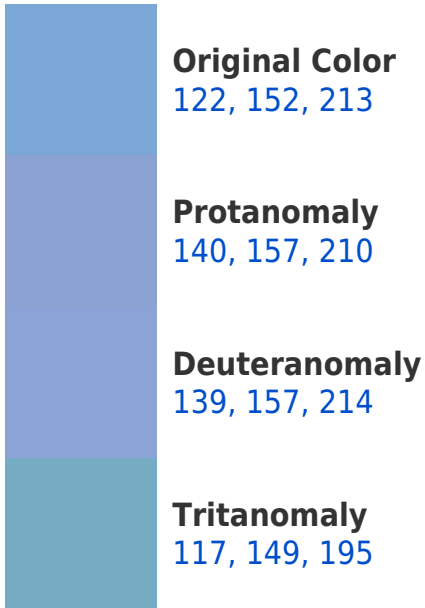 Original Color
122, 152, 213
Protanomaly
140, 157, 210
Deuteranomaly
139, 157, 214
Tritanomaly
117, 149, 195